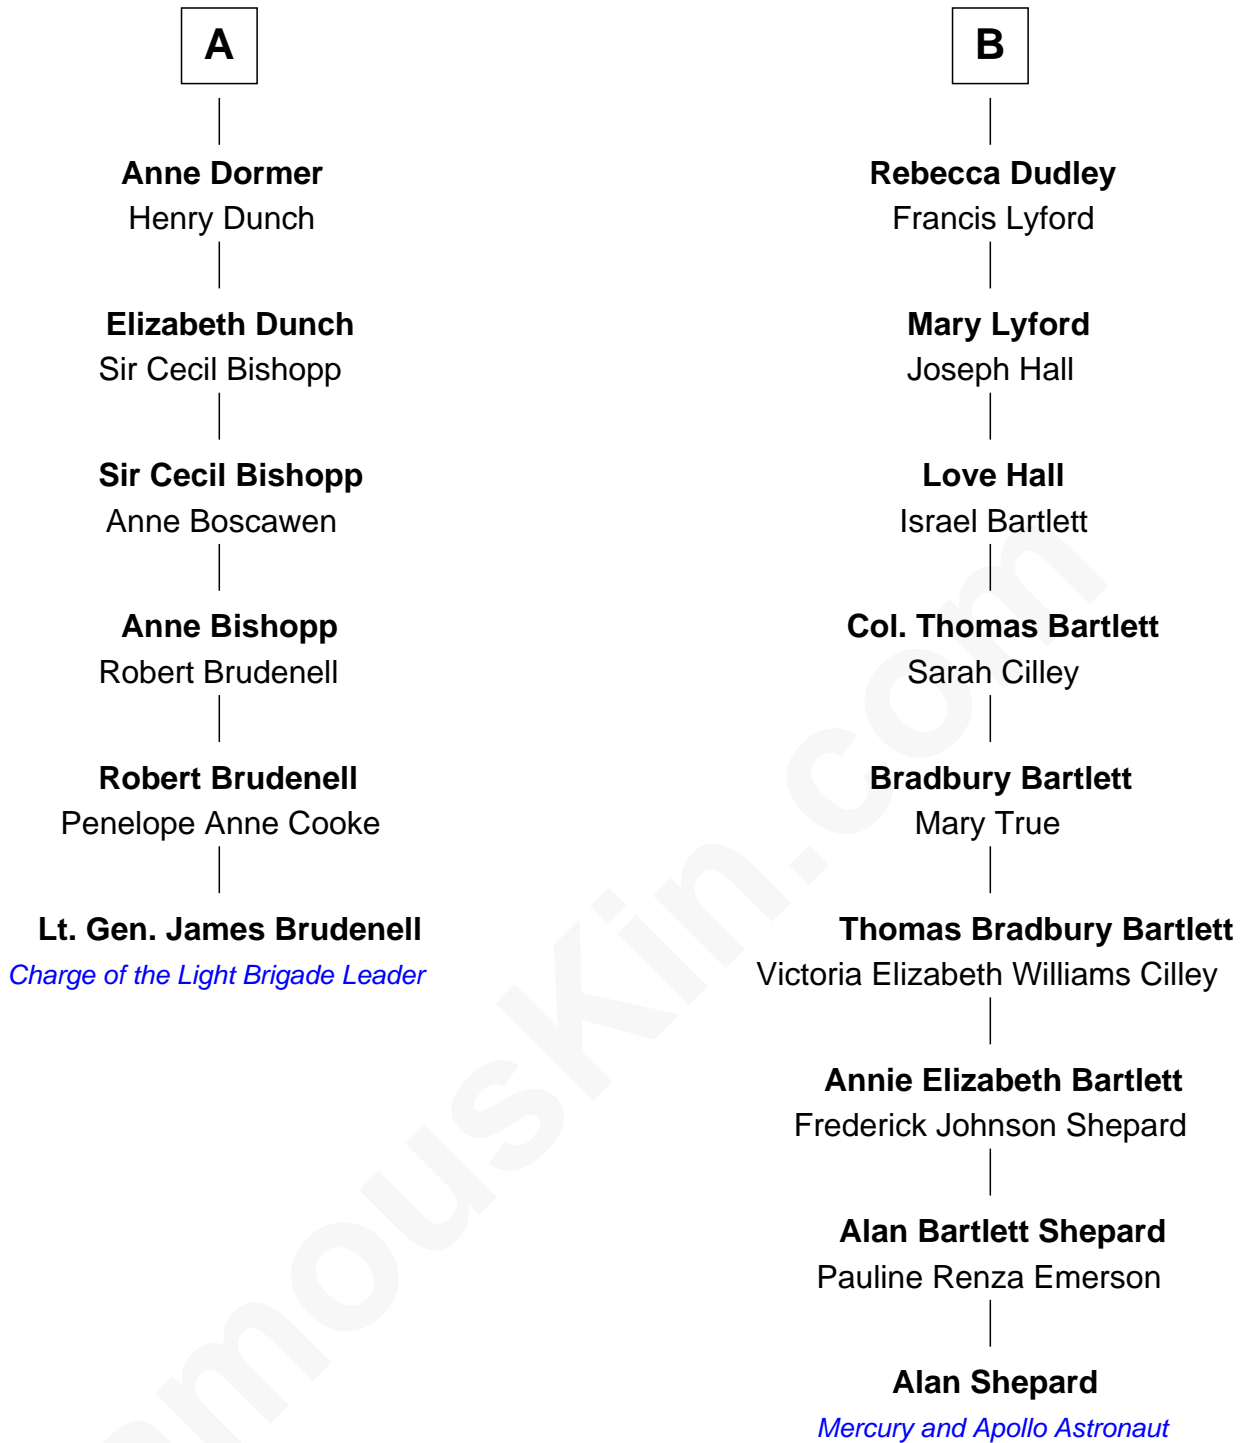 A
Anne Dormer
Henry Dunch
Elizabeth Dunch
Sir Cecil Bishopp
Sir Cecil Bishopp
Anne Boscawen
Anne Bishopp
Robert Brudenell
Robert Brudenell
Penelope Anne Cooke
Lt. Gen. James Brudenell
Charge of the Light Brigade Leader
B
Rebecca Dudley
Francis Lyford
Mary Lyford
Joseph Hall
Love Hall
Israel Bartlett
Col. Thomas Bartlett
Sarah Cilley
Bradbury Bartlett
Mary True
Thomas Bradbury Bartlett
Victoria Elizabeth Williams Cilley
Annie Elizabeth Bartlett
Frederick Johnson Shepard
Alan Bartlett Shepard
Pauline Renza Emerson
Alan Shepard
Mercury and Apollo Astronaut
amousKin.com